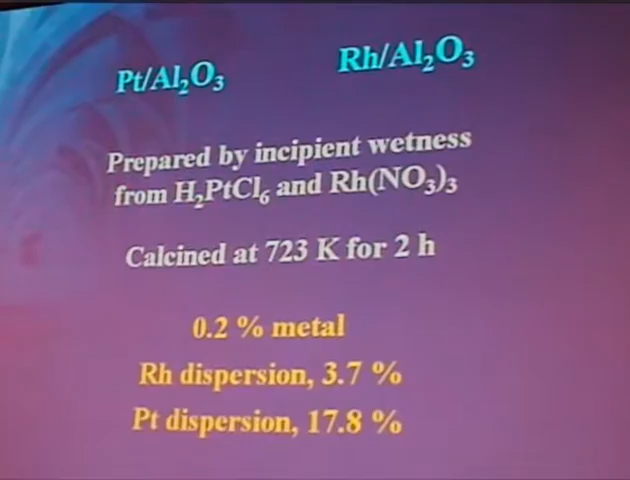 Pt/Al₂O₃ Rh/Al₂O₃
Prepared by incipient wetness
from H₂PtCl₆ and Rh(NO₃)₃
Calcined at 723 K for 2 h
0.2 % metal
Rh dispersion, 3.7 %
Pt dispersion, 17.8 %